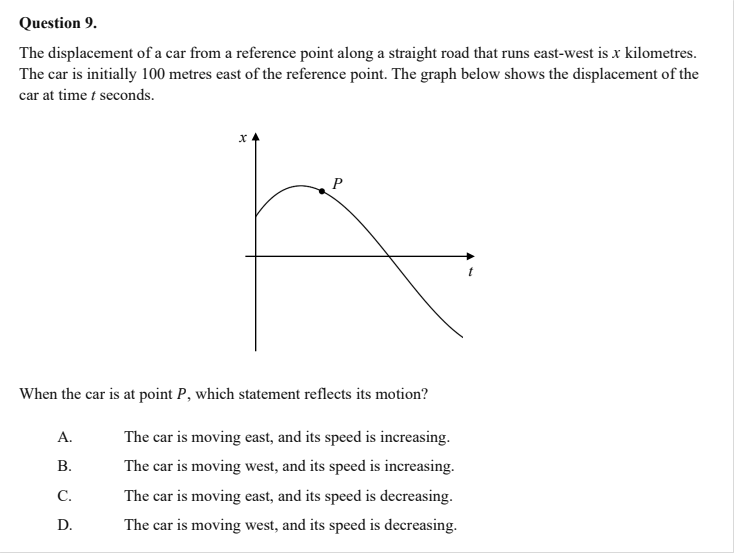 Question 9.
The displacement of a car from a reference point along a straight road that runs east-west is x kilometres.
The car is initially 100 metres east of the reference point. The graph below shows the displacement of the
car at time t seconds.
x
P
t
When the car is at point P, which statement reflects its motion?
A. The car is moving east, and its speed is increasing.
B. The car is moving west, and its speed is increasing.
C. The car is moving east, and its speed is decreasing.
D. The car is moving west, and its speed is decreasing.